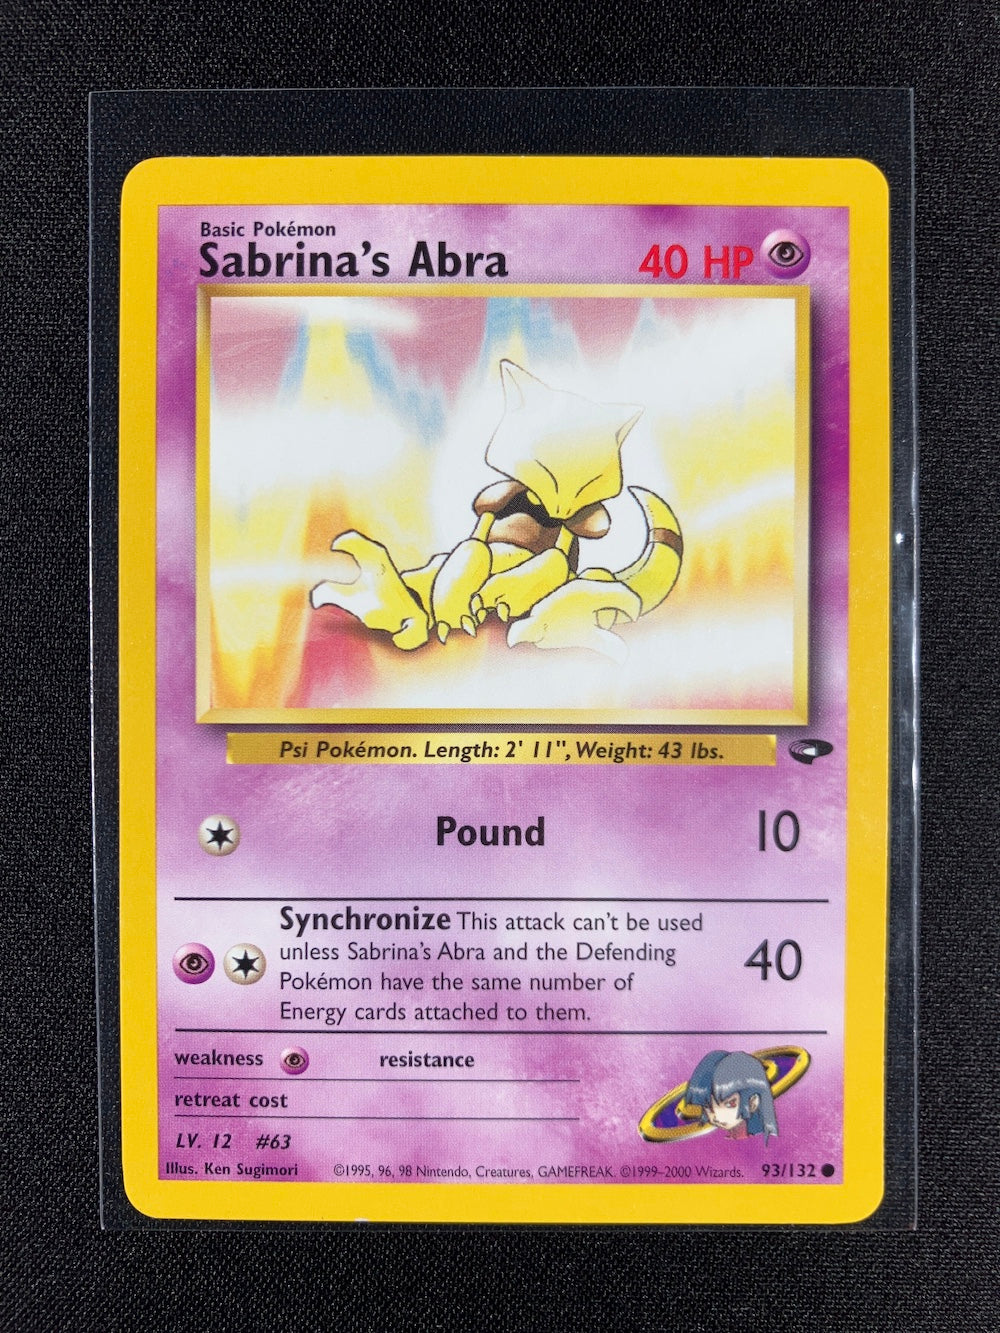 Basic Pokémon
Sabrina's Abra 40 HP
Psi Pokémon. Length: 2' 11", Weight: 43 lbs.
Pound 10
Synchronize This attack can't be used
unless Sabrina's Abra and the Defending
Pokémon have the same number of
Energy cards attached to them.
40
weakness resistance
retreat cost
LV. 12 #63
Illus. Ken Sugimori ©1995, 96, 98 Nintendo, Creatures, GAMEFREAK. ©1999-2000 Wizards. 93/132